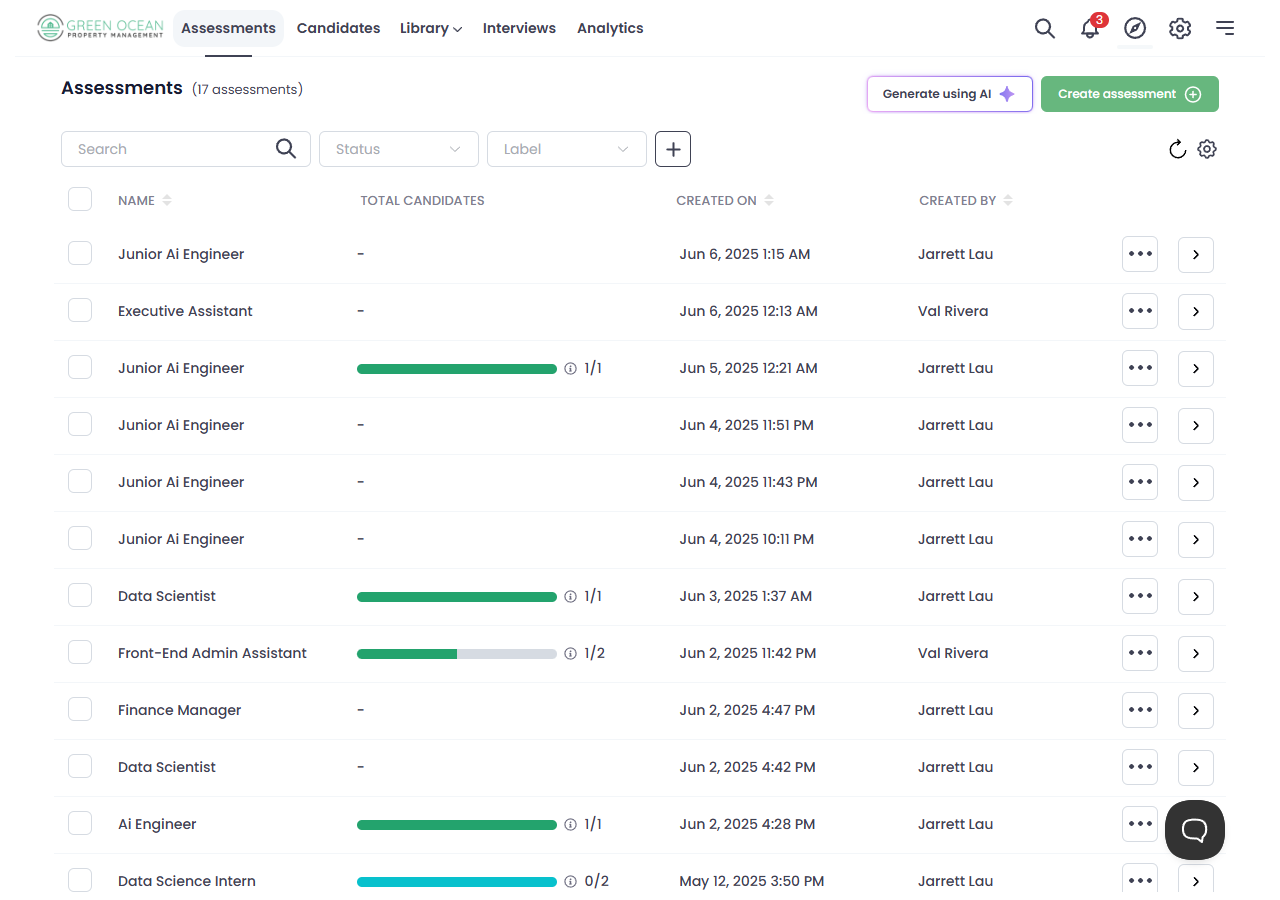 GREEN OCEAN
PROPERTY MANAGEMENT
Assessments Candidates Library Interviews Analytics
3
Assessments (17 assessments)
Generate using AI
Create assessment
Search Status Label
NAME TOTAL CANDIDATES CREATED ON CREATED BY
Junior Ai Engineer - Jun 6, 2025 1:15 AM Jarrett Lau
Executive Assistant - Jun 6, 2025 12:13 AM Val Rivera
Junior Ai Engineer 1/1 Jun 5, 2025 12:21 AM Jarrett Lau
Junior Ai Engineer - Jun 4, 2025 11:51 PM Jarrett Lau
Junior Ai Engineer - Jun 4, 2025 11:43 PM Jarrett Lau
Junior Ai Engineer - Jun 4, 2025 10:11 PM Jarrett Lau
Data Scientist 1/1 Jun 3, 2025 1:37 AM Jarrett Lau
Front-End Admin Assistant 1/2 Jun 2, 2025 11:42 PM Val Rivera
Finance Manager - Jun 2, 2025 4:47 PM Jarrett Lau
Data Scientist - Jun 2, 2025 4:42 PM Jarrett Lau
Ai Engineer 1/1 Jun 2, 2025 4:28 PM Jarrett Lau
Data Science Intern 0/2 May 12, 2025 3:50 PM Jarrett Lau